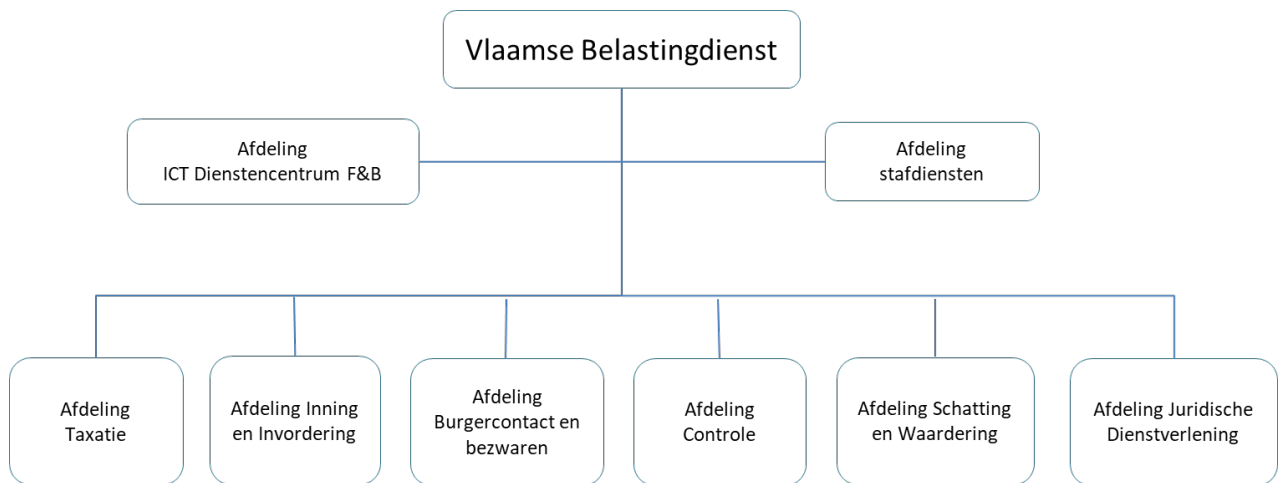 Vlaamse Belastingdienst
Afdeling
ICT Dienstencentrum F&B
Afdeling
stafdiensten
Afdeling
Taxatie
Afdeling Inning
en Invordering
Afdeling
Burgercontact en
bezwaren
Afdeling
Controle
Afdeling Schatting
en Waardering
Afdeling Juridische
Dienstverlening